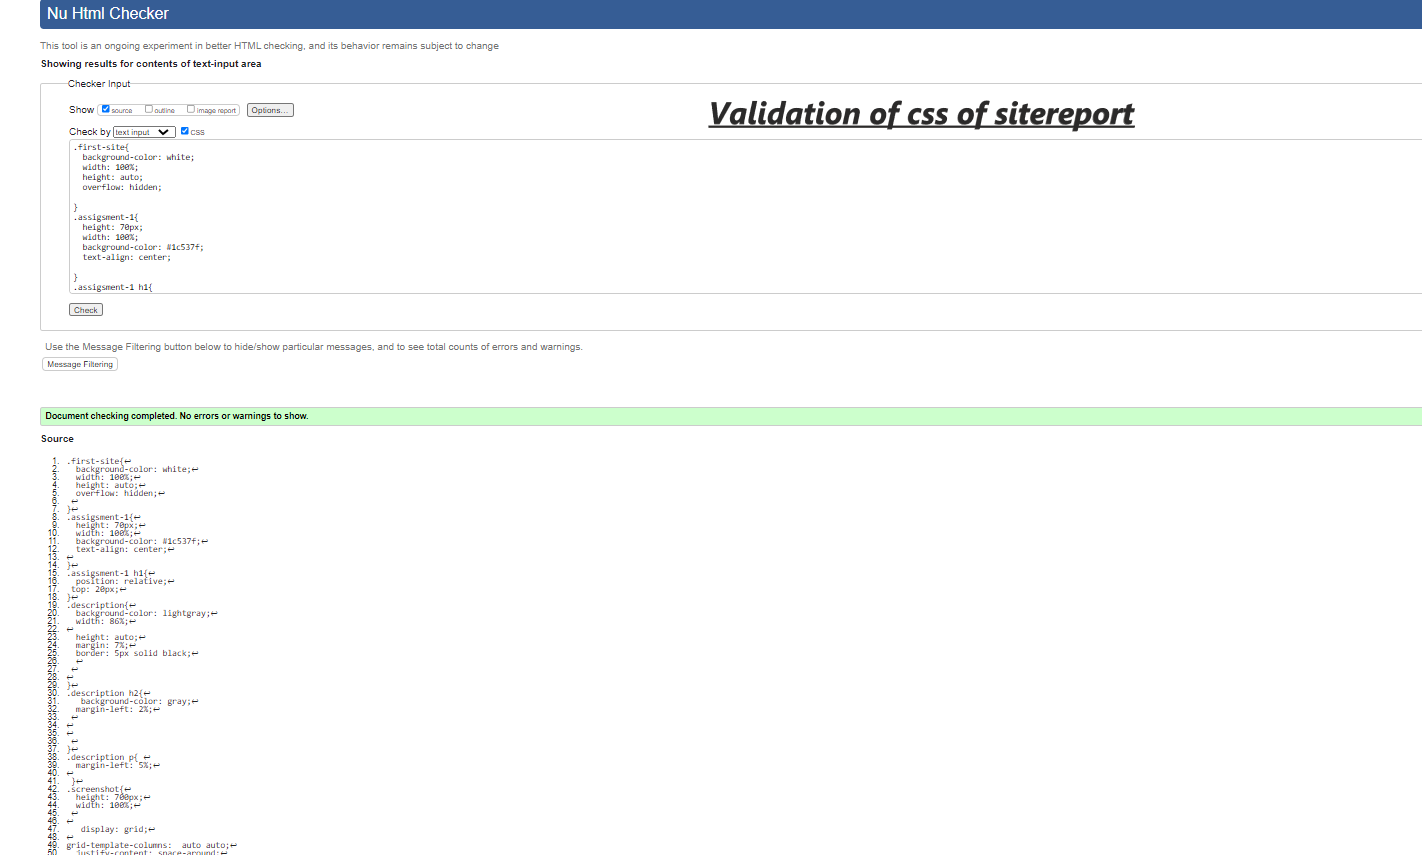 Nu Html Checker
This tool is an ongoing experiment in better HTML checking, and its behavior remains subject to change
Showing results for contents of text-input area
Checker Input
Show source outline image report Options...
Validation of css of sitereport
Check by text input css
.first-site{
background-color: white;
width: 100%;
height: auto;
overflow: hidden;
}
.assigsment-1{
height: 70px;
width: 100%;
background-color: #1c537f;
text-align: center;
}
.assigsment-1 h1{
Check
Use the Message Filtering button below to hide/show particular messages, and to see total counts of errors and warnings.
Message Filtering
Document checking completed. No errors or warnings to show.
Source
1. .first-site{↩
2. background-color: white;↩
3. width: 100%;↩
4. height: auto;↩
5. overflow: hidden;↩
6. ↩
7. }↩
8. .assigsment-1{↩
9. height: 70px;↩
10. width: 100%;↩
11. background-color: #1c537f;↩
12. text-align: center;↩
13. ↩
14. }↩
15. .assigsment-1 h1{↩
16. position: relative;↩
17. top: 20px;↩
18. }↩
19. .description{↩
20. background-color: lightgray;↩
21. width: 86%;↩
22. ↩
23. height: auto;↩
24. margin: 7%;↩
25. border: 5px solid black;↩
26. ↩
27. ↩
28. ↩
29. }↩
30. .description h2{↩
31. background-color: gray;↩
32. margin-left: 2%;↩
33. ↩
34. ↩
35. ↩
36. ↩
37. }↩
38. .description p{ ↩
39. margin-left: 5%;↩
40. ↩
41. }↩
42. .screenshot{↩
43. height: 700px;↩
44. width: 100%;↩
45. ↩
46. ↩
47. display: grid;↩
48. ↩
49. grid-template-columns: auto auto;↩
50. justify-content: space-around;↩